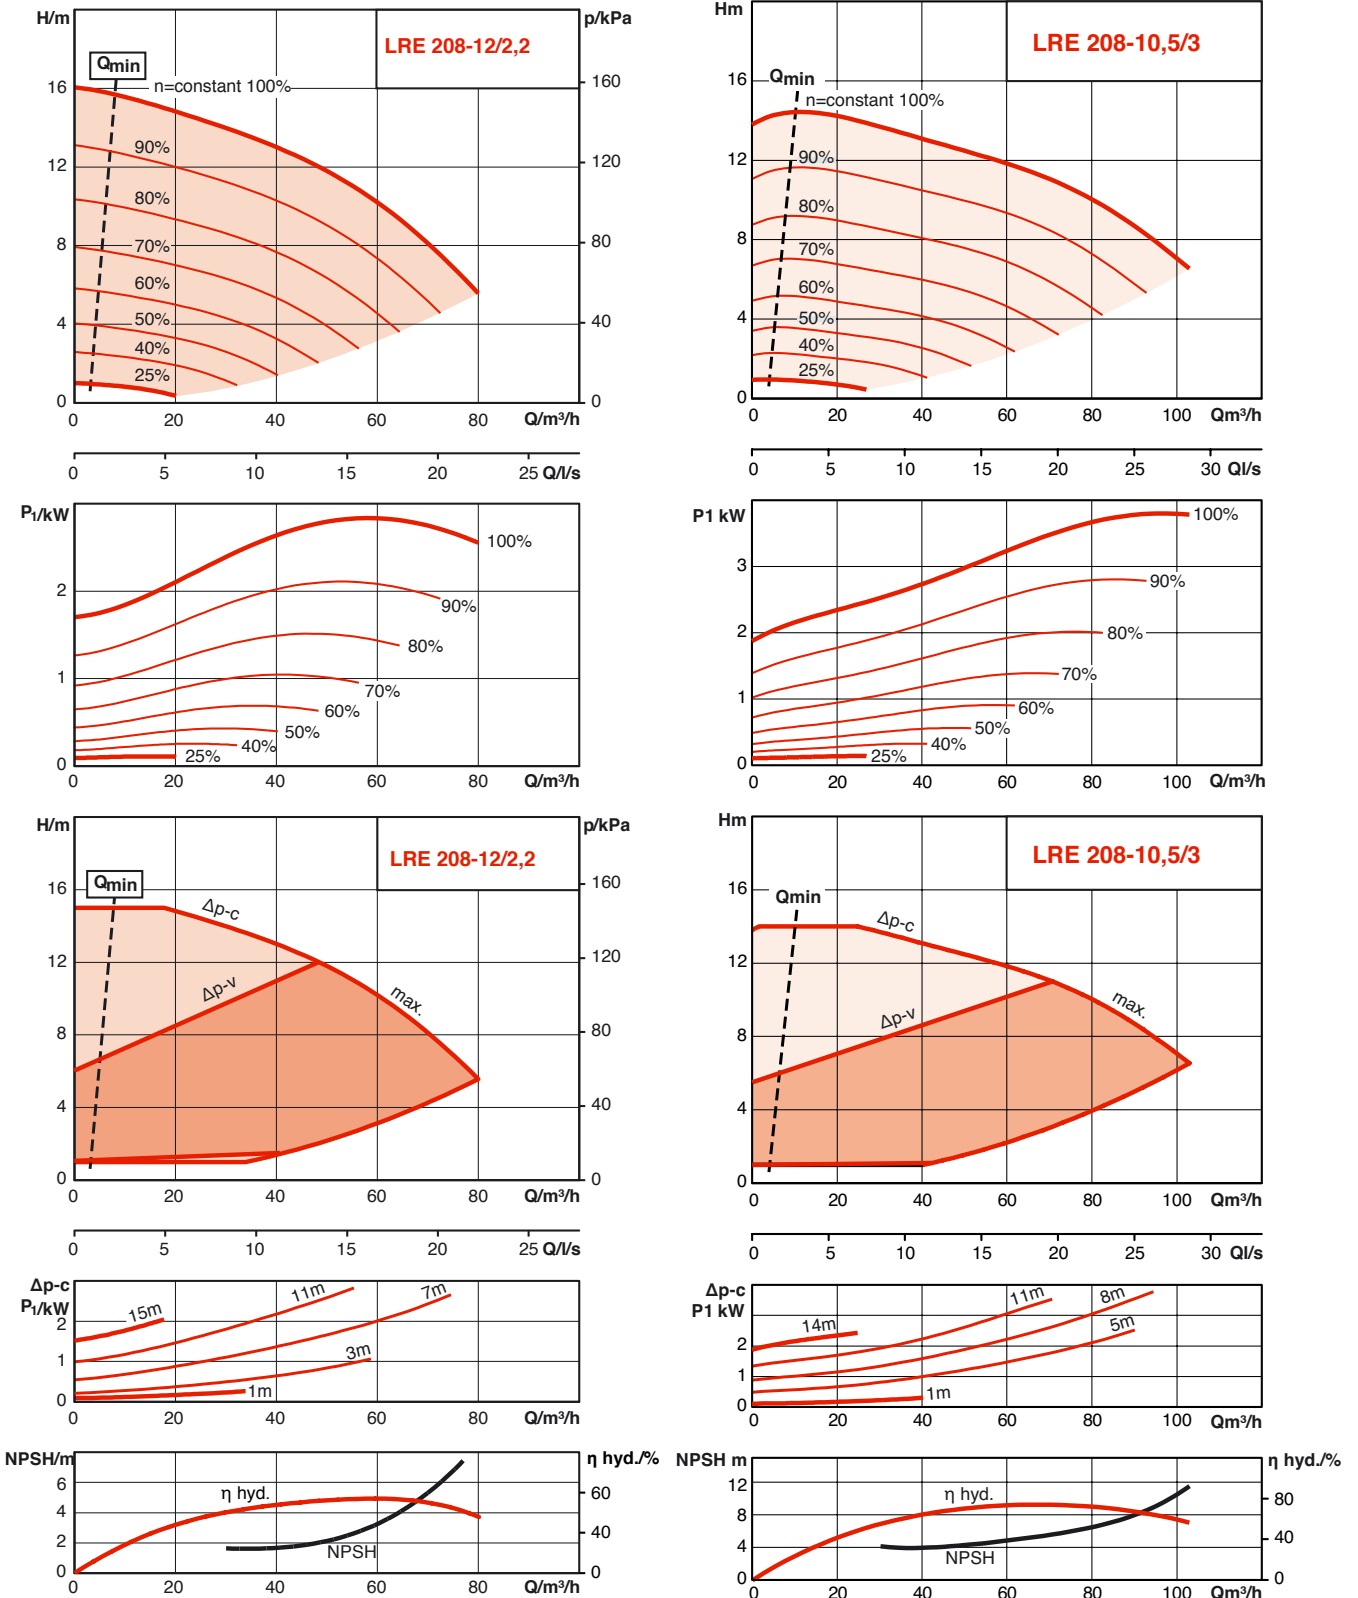 H/m
p/kPa
LRE 208-12/2,2
Qmin
n=constant 100%
16
160
90%
12
120
80%
8
80
70%
60%
50%
4
40
40%
25%
0
0
0 20 40 60 80 Q/m³/h
0 5 10 15 20 25 Q/l/s
P1/kW
100%
2
90%
80%
1
70%
60%
50%
40%
25%
0
0 20 40 60 80 Q/m³/h
H/m
p/kPa
LRE 208-12/2,2
Qmin
16
160
Δp-c
12
120
Δp-v
max.
8
80
4
40
0
0
0 20 40 60 80 Q/m³/h
0 5 10 15 20 25 Q/l/s
Δp-c
P1/kW
15m
11m
7m
2
1
3m
1m
0
0 20 40 60 80 Q/m³/h
NPSH/m
η hyd./%
6
60
η hyd.
4
40
2
NPSH
0
0
0 20 40 60 80 Q/m³/h
Hm
LRE 208-10,5/3
Qmin
16
n=constant 100%
12
90%
80%
8
70%
60%
4
50%
40%
25%
0
0 20 40 60 80 100 Qm³/h
0 5 10 15 20 25 30 Ql/s
P1 kW
100%
3
90%
2
80%
70%
1
60%
50%
40%
25%
0
0 20 40 60 80 100 Q/m³/h
Hm
LRE 208-10,5/3
Qmin
16
Δp-c
12
max.
Δp-v
8
4
0
0 20 40 60 80 100 Qm³/h
0 5 10 15 20 25 30 Ql/s
Δp-c
P1 kW
14m
11m
8m
5m
2
1
1m
0
0 20 40 60 80 100 Qm³/h
NPSH m
η hyd./%
12
η hyd.
80
8
40
4
NPSH
0
0
0 20 40 60 80 100 Qm³/h